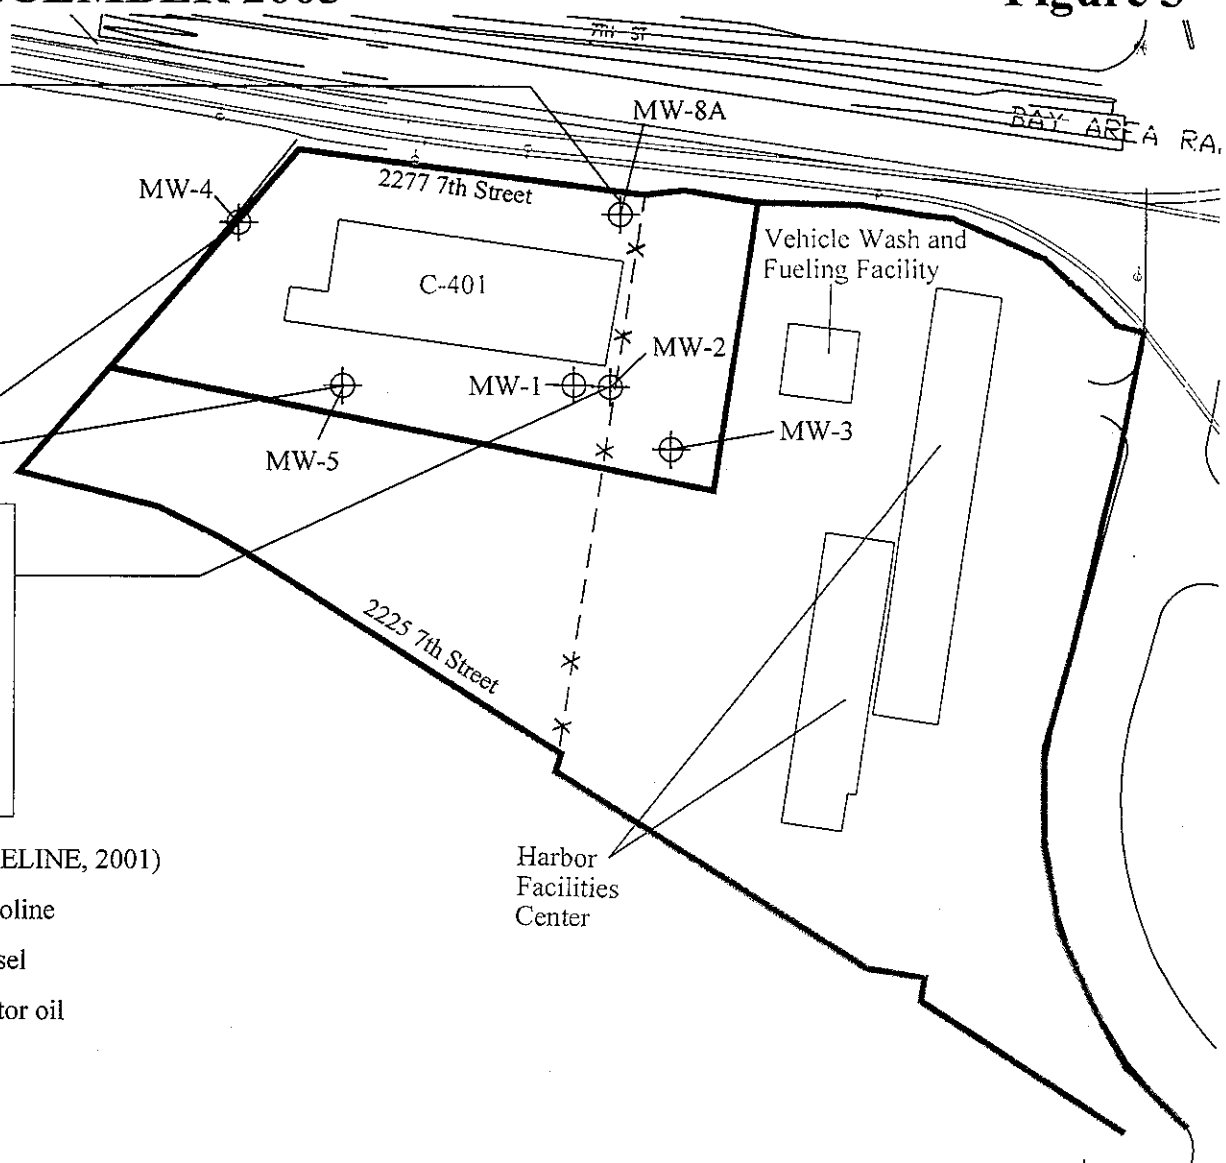 2003
7TH ST
BAY AREA RA
MW-8A
MW-4
2277 7th Street
Vehicle Wash and
Fueling Facility
C-401
MW-2
MW-1
MW-3
MW-5
2225 7th Street
Harbor
Facilities
Center
ELINE, 2001)
oline
sel
tor oil